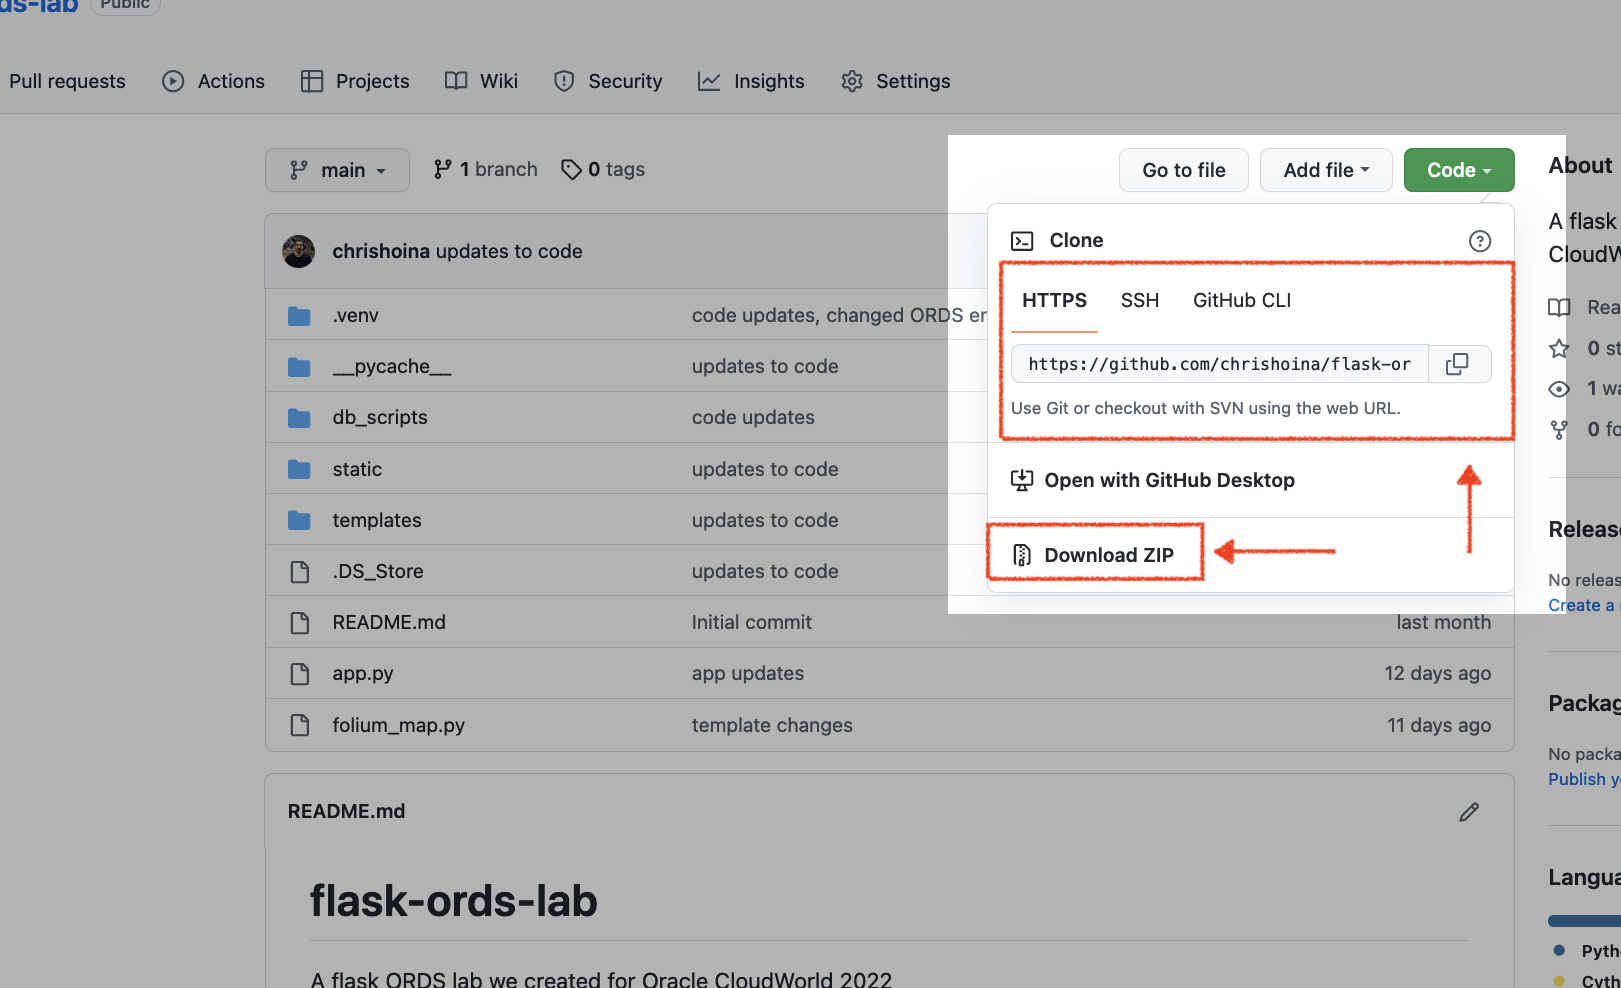 ds-lab Public
Pull requests Actions Projects Wiki Security Insights Settings
main 1 branch 0 tags Go to file Add file Code
chrishoina updates to code
.venv code updates, changed ORDS
__pycache__ updates to code
db_scripts code updates
static updates to code
templates updates to code
.DS_Store updates to code
README.md Initial commit last month
app.py app updates 12 days ago
folium_map.py template changes 11 days ago
Clone
HTTPS SSH GitHub CLI
https://github.com/chrishoina/flask-or
Use Git or checkout with SVN using the web URL.
Open with GitHub Desktop
Download ZIP
README.md
flask-ords-lab
A flask ORDS lab we created for Oracle CloudWorld 2022
About
A flask
CloudW
Rea
0 st
1 wa
0 fo
Releas
No releas
Create a
Packag
No packa
Publish y
Langua
Pyth
Cyth